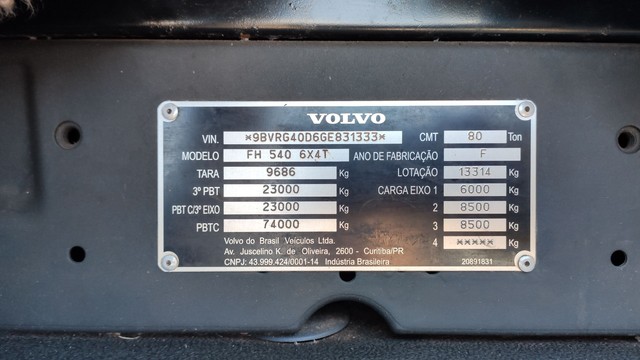 VOLVO
VIN. *9BVRG40D6GE831333* CMT 80 Ton
MODELO FH 540 6X4T ANO DE FABRICAÇÃO F
TARA 9686 Kg LOTAÇÃO 13314 Kg
3º PBT 23000 Kg CARGA EIXO 1 6000 Kg
PBT C/3º EIXO 23000 Kg 2 8500 Kg
PBTC 74000 Kg 3 8500 Kg
4 ***** Kg
Volvo do Brasil Veículos Ltda.
Av. Juscelino K. de Oliveira, 2600 - Curitiba/PR
CNPJ: 43.999.424/0001-14 Indústria Brasileira 20891831